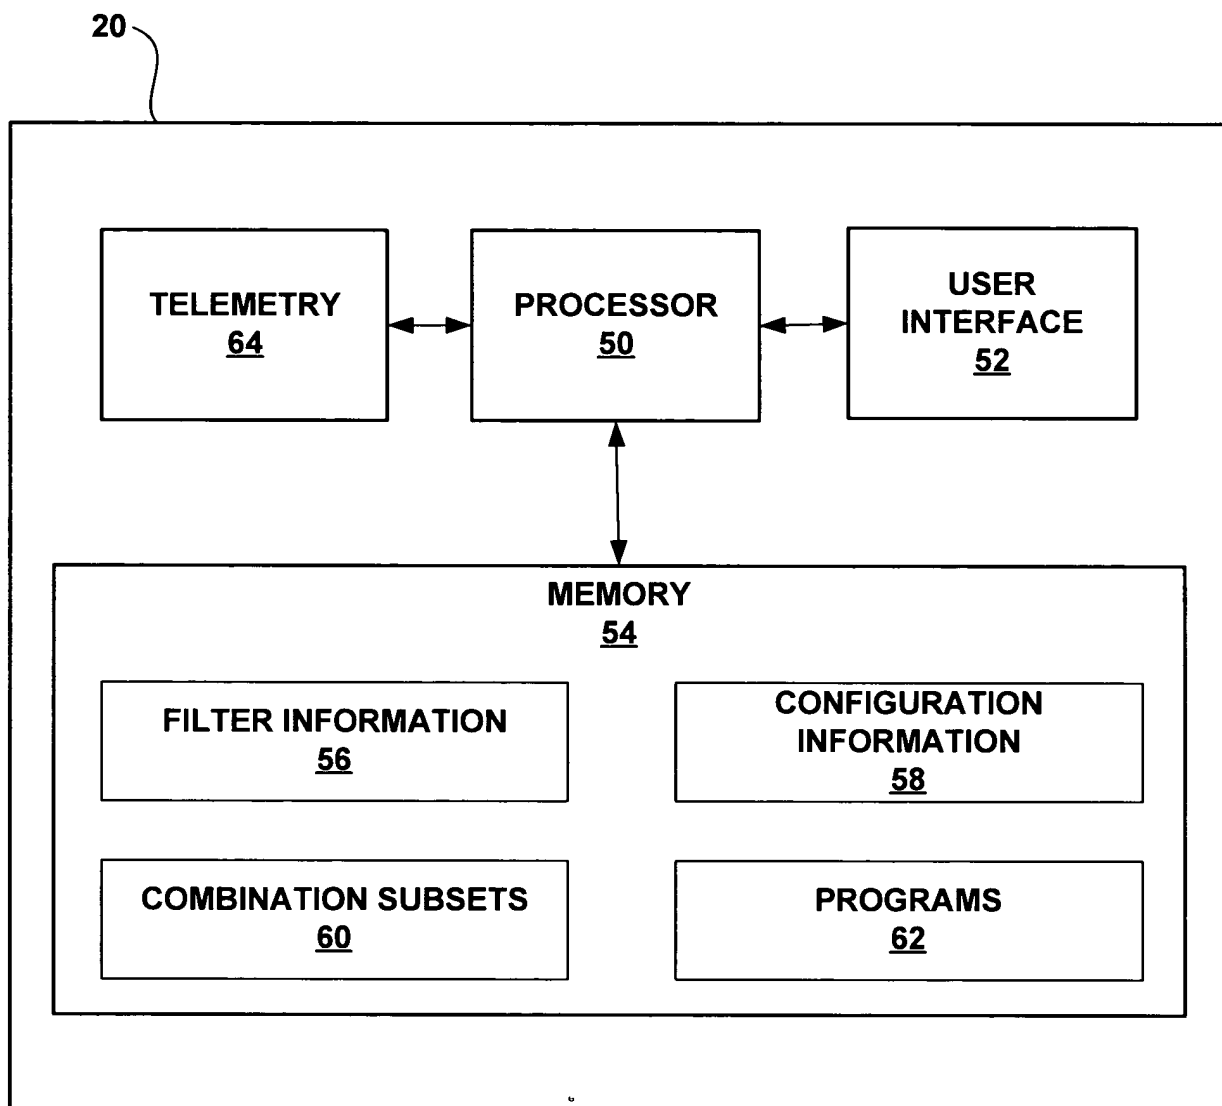 20
TELEMETRY
64
PROCESSOR
50
USER
INTERFACE
52
MEMORY
54
FILTER INFORMATION
56
CONFIGURATION
INFORMATION
58
COMBINATION SUBSETS
60
PROGRAMS
62